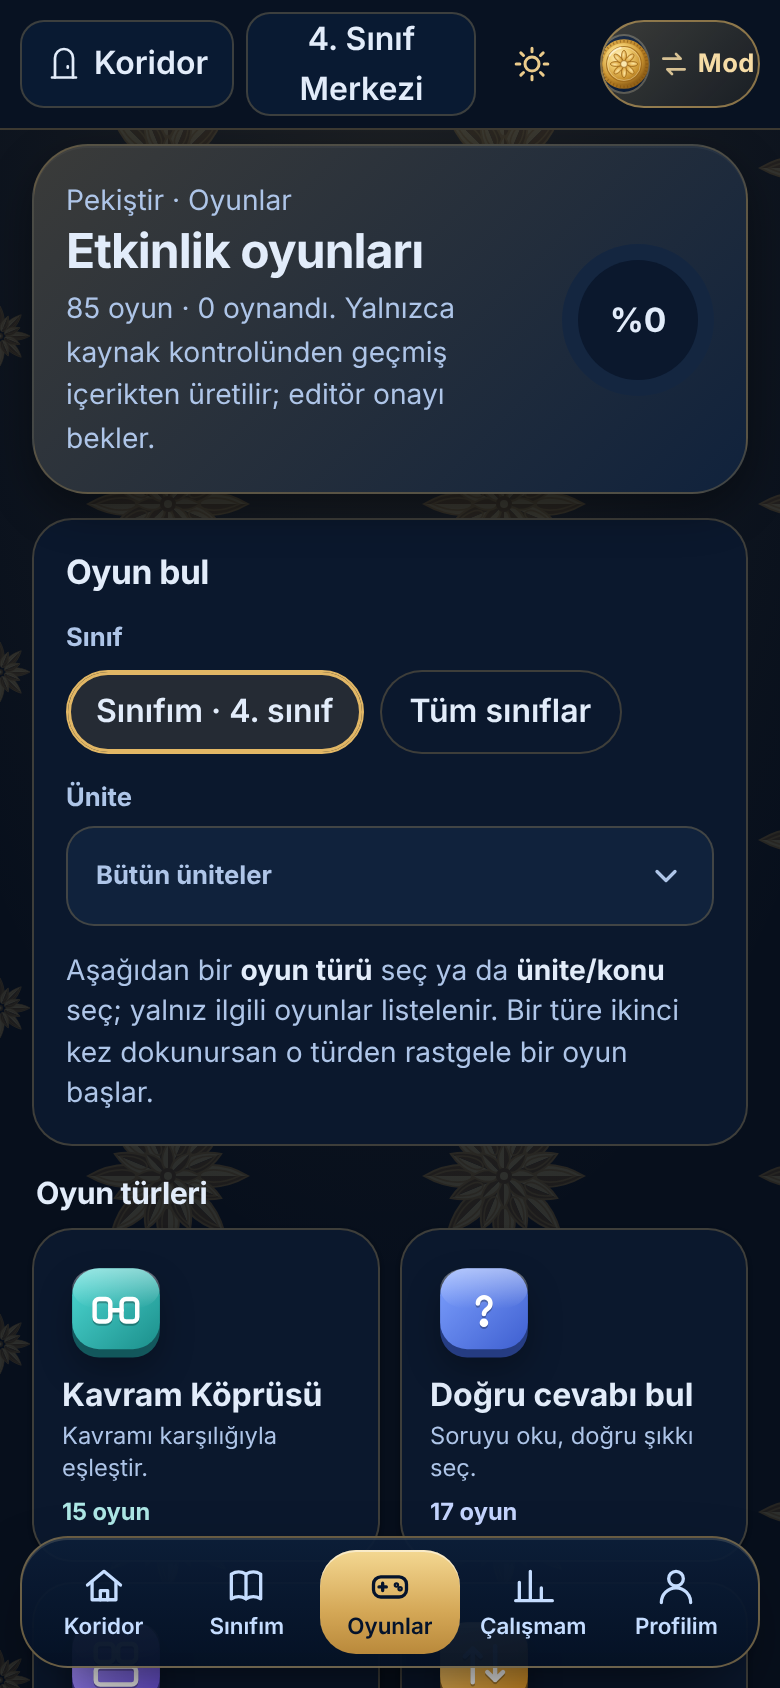 Koridor
4. Sınıf
Merkezi
Mod
Pekiştir · Oyunlar
Etkinlik oyunları
85 oyun · 0 oynandı. Yalnızca
kaynak kontrolünden geçmiş
içerikten üretilir; editör onayı
bekler.
%0
Oyun bul
Sınıf
Sınıfım · 4. sınıf
Tüm sınıflar
Ünite
Bütün üniteler
Aşağıdan bir oyun türü seç ya da ünite/konu
seç; yalnız ilgili oyunlar listelenir. Bir türe ikinci
kez dokunursan o türden rastgele bir oyun
başlar.
Oyun türleri
Kavram Köprüsü
Kavramı karşılığıyla
eşleştir.
15 oyun
?
Doğru cevabı bul
Soruyu oku, doğru şıkkı
seç.
17 oyun
Koridor
Sınıfım
Oyunlar
Çalışmam
Profilim